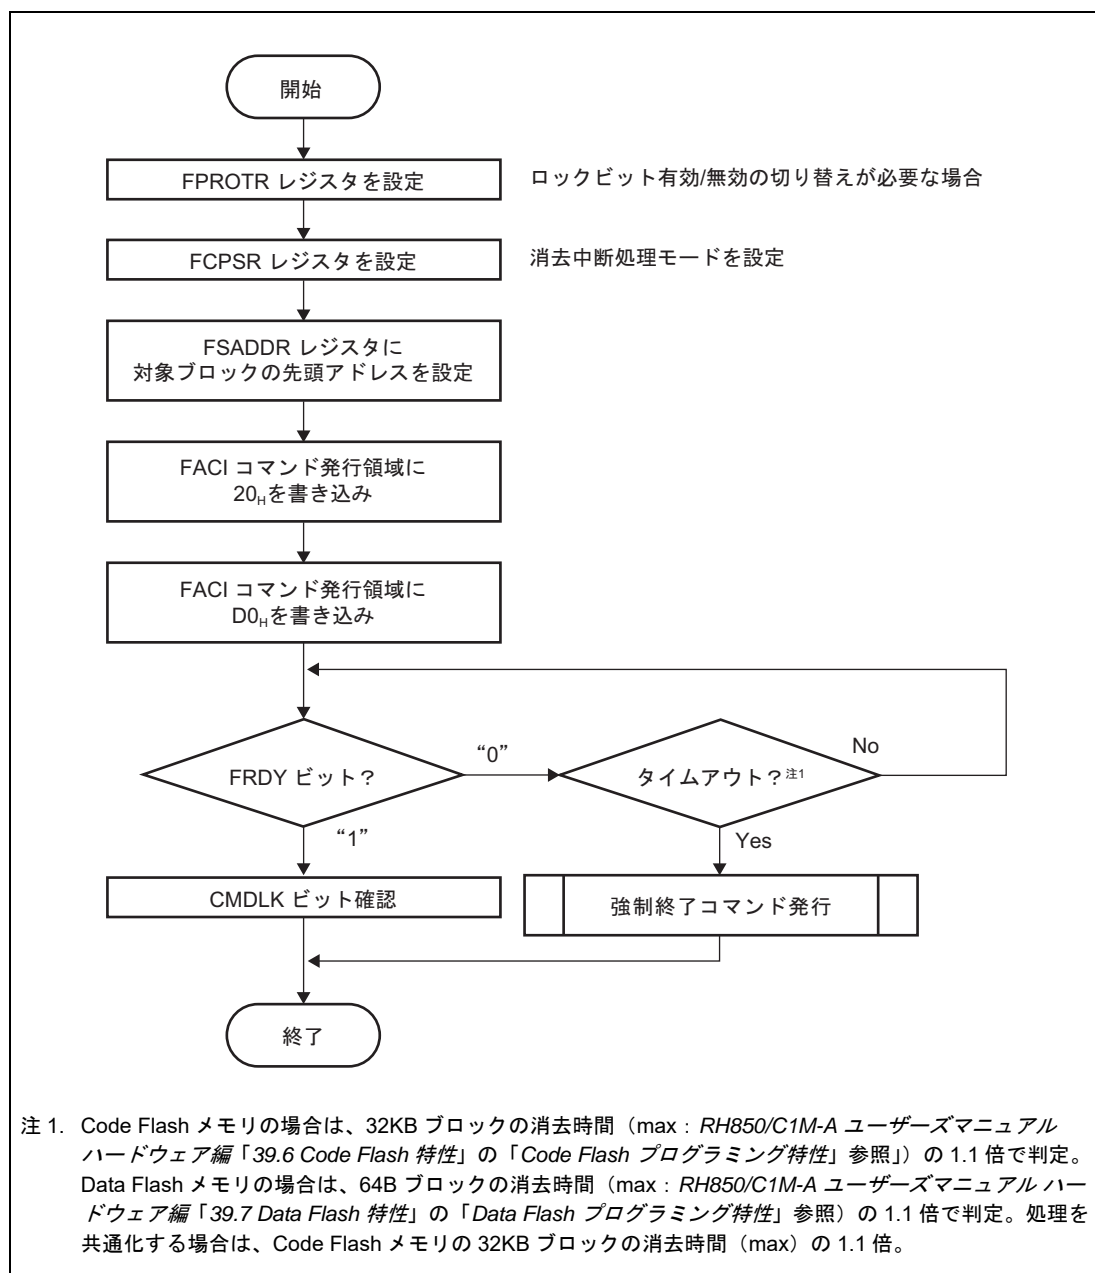 開始
FPROTR レジスタを設定
ロックビット有効/無効の切り替えが必要な場合
FCPSR レジスタを設定
消去中断処理モードを設定
FSADDR レジスタに
対象ブロックの先頭アドレスを設定
FACI コマンド発行領域に
20Hを書き込み
FACI コマンド発行領域に
D0Hを書き込み
FRDY ビット？
“0”
タイムアウト？注1
No
“1”
Yes
CMDLK ビット確認
強制終了コマンド発行
終了
注 1. Code Flash メモリの場合は、32KB ブロックの消去時間（max：RH850/C1M-A ユーザーズマニュアル
ハードウェア編「39.6 Code Flash 特性」の「Code Flash プログラミング特性」参照」）の 1.1 倍で判定。
Data Flash メモリの場合は、64B ブロックの消去時間（max：RH850/C1M-A ユーザーズマニュアル ハー
ドウェア編「39.7 Data Flash 特性」の「Data Flash プログラミング特性」参照）の 1.1 倍で判定。処理を
共通化する場合は、Code Flash メモリの 32KB ブロックの消去時間（max）の 1.1 倍。